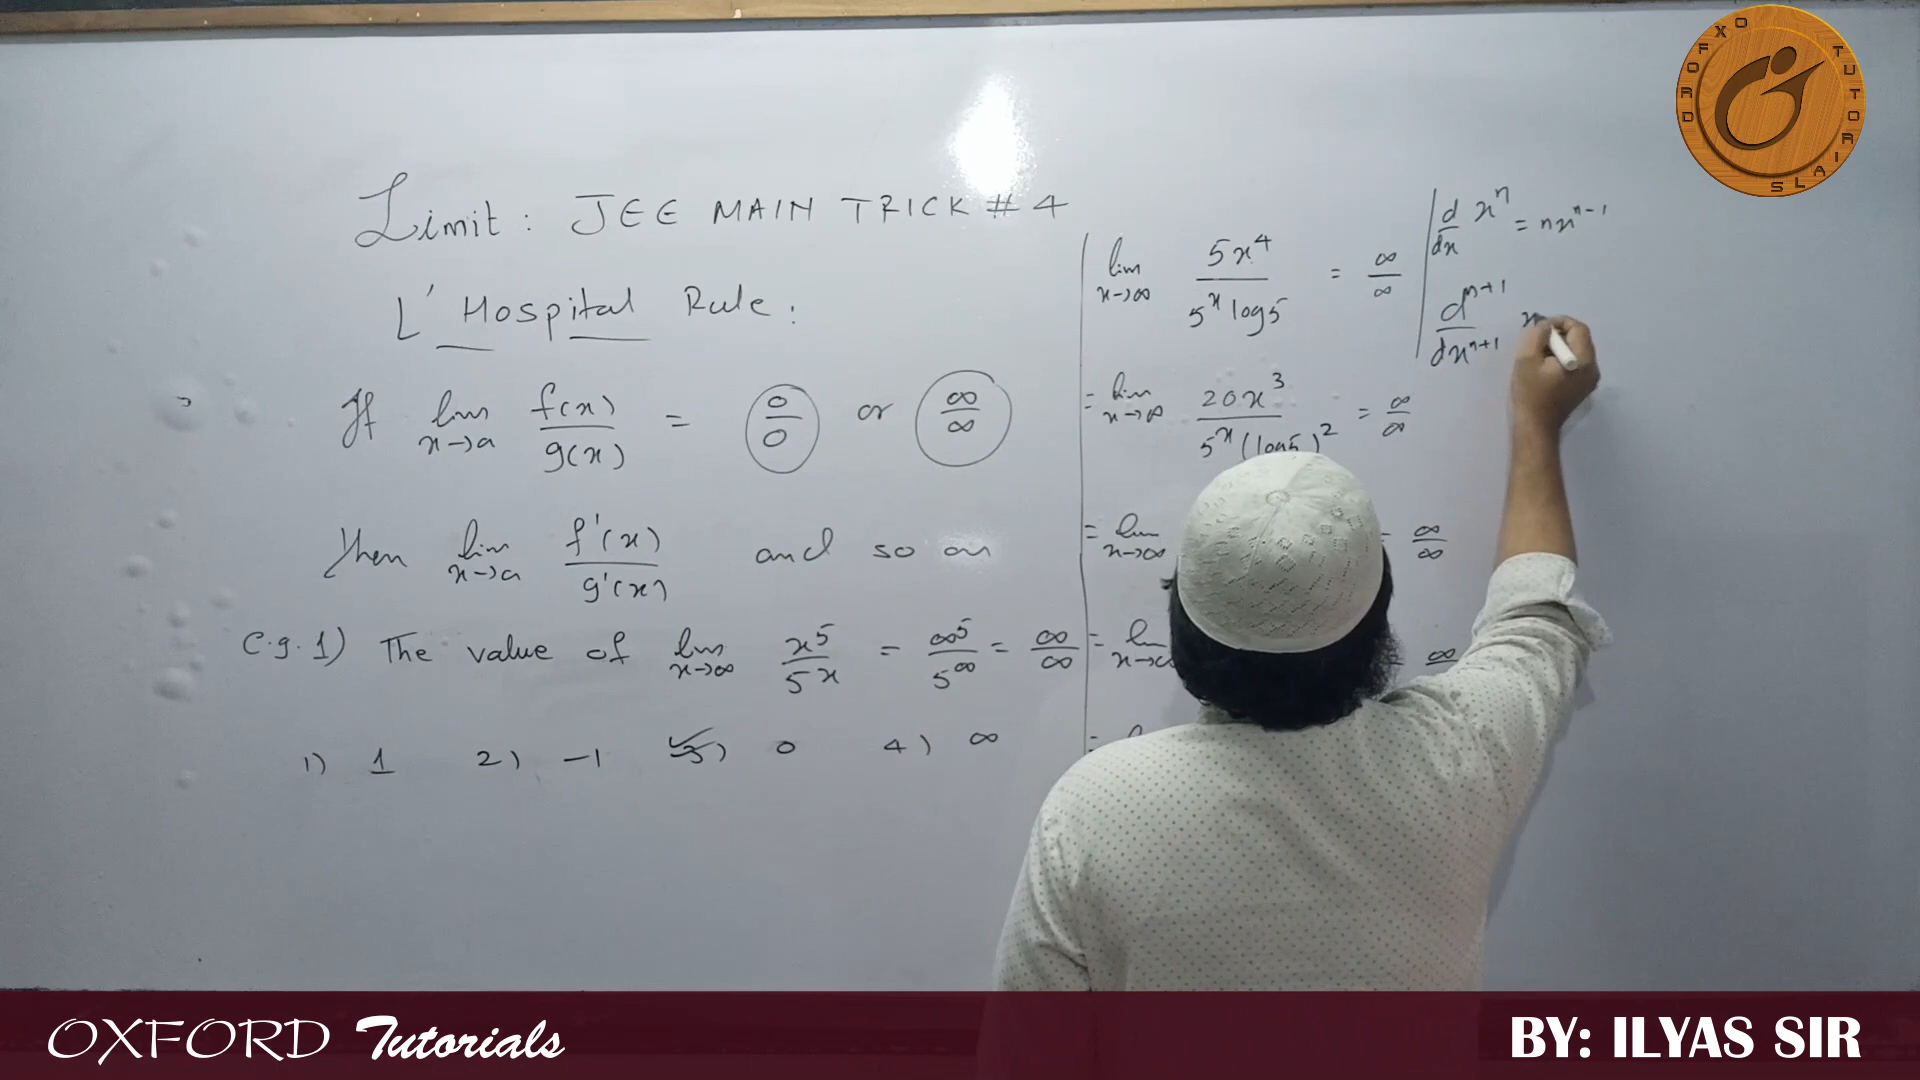 OXFORD TUTORIALS
Limit: JEE MAIN TRICK # 4
L' Hospital Rule:
If lim x→a f(x)/g(x) = 0/0 or ∞/∞
Then lim x→a f'(x)/g'(x) and so on
e.g. 1) The value of lim x→∞ x^5/5^x = ∞^5/5^∞ = ∞/∞
1) 1 2) -1 3) 0 4) ∞
lim x→∞ 5x^4/(5^x log5) = ∞/∞
= lim x→∞ 20x^3/(5^x (log5)^2) = ∞/∞
= lim x→∞ = ∞/∞
= lim x→∞ = ∞
d/dx x^n = nx^(n-1)
d^(n+1)/dx^(n+1) x
OXFORD Tutorials
BY: ILYAS SIR